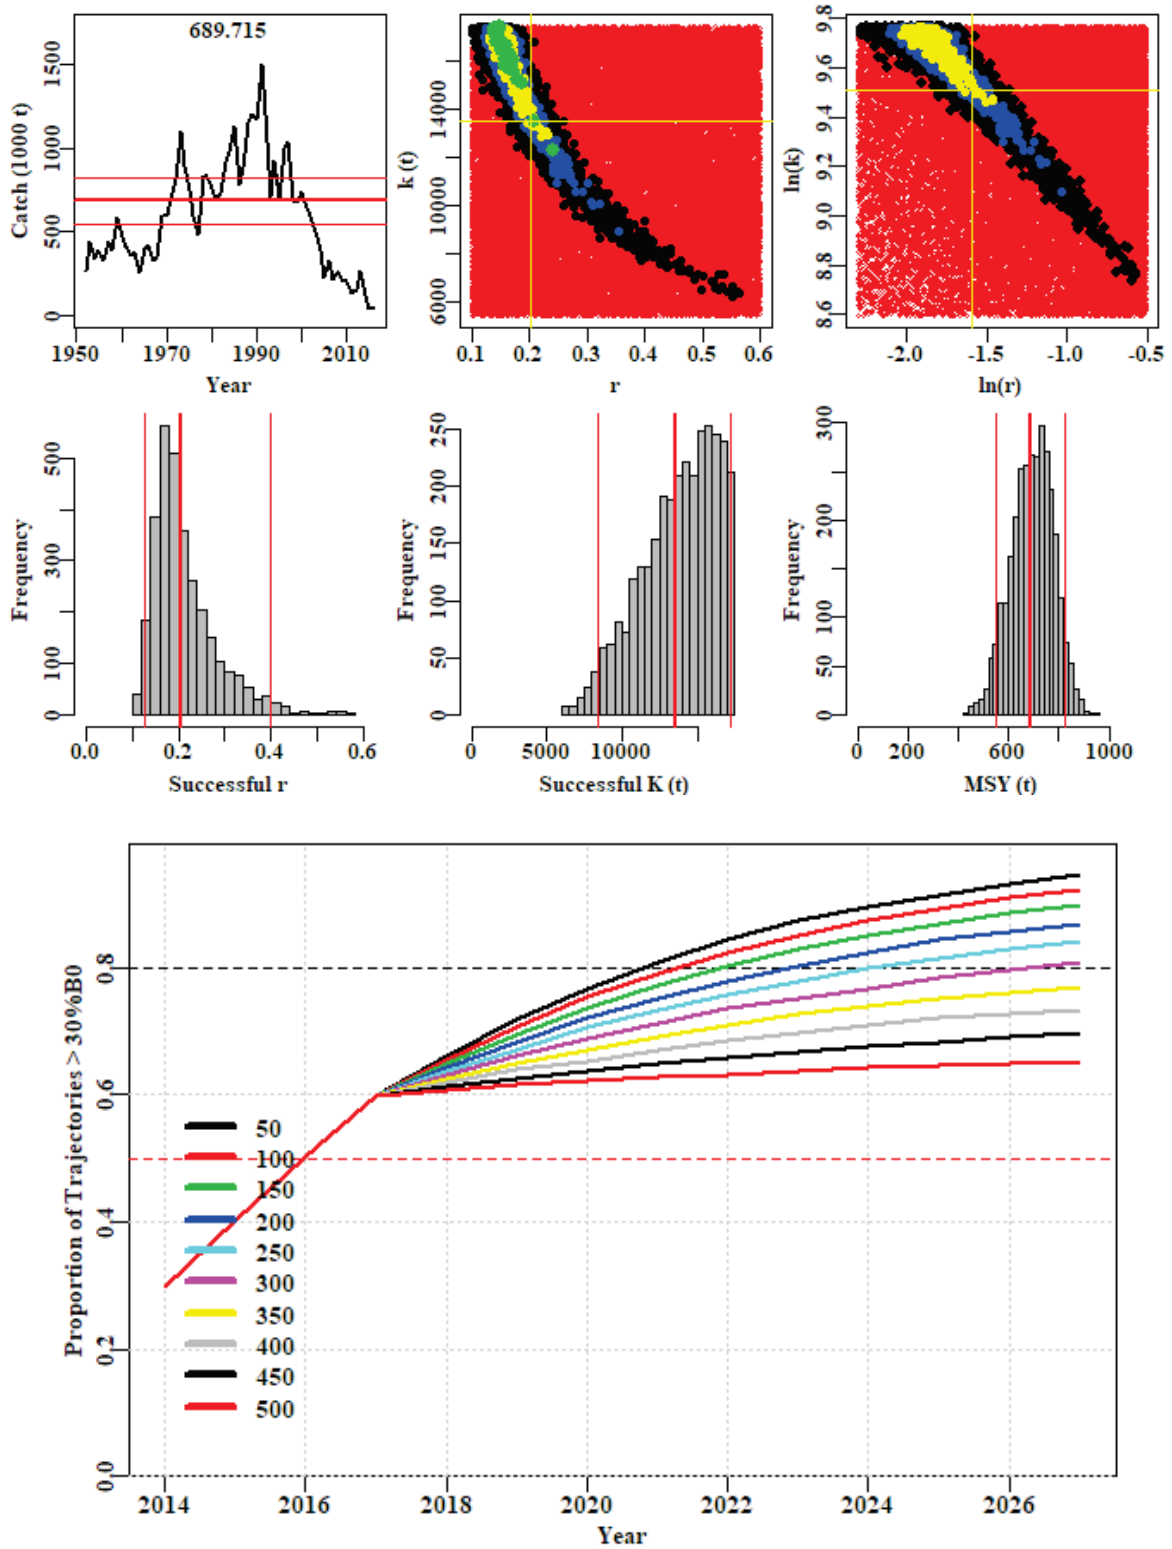 689.715
Catch (1000 t)
1500
1000
500
0
1950 1970 1990 2010
Year
k (t)
14000
10000
6000
0.1 0.2 0.3 0.4 0.5 0.6
r
ln(k)
9.8
9.6
9.4
9.2
9.0
8.8
8.6
-2.0 -1.5 -1.0 -0.5
ln(r)
Frequency
500
300
100
0
0.0 0.2 0.4 0.6
Successful r
Frequency
250
200
150
100
50
0
0 5000 10000
Successful K (t)
Frequency
300
200
100
50
0
0 200 600 1000
MSY (t)
Proportion of Trajectories > 30%B0
0.8
0.6
0.4
0.2
0.0
50
100
150
200
250
300
350
400
450
500
2014 2016 2018 2020 2022 2024 2026
Year